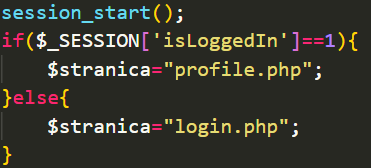 session_start();
if($_SESSION['isLoggedIn']==1){
    $stranica="profile.php";
}else{
    $stranica="login.php";
}